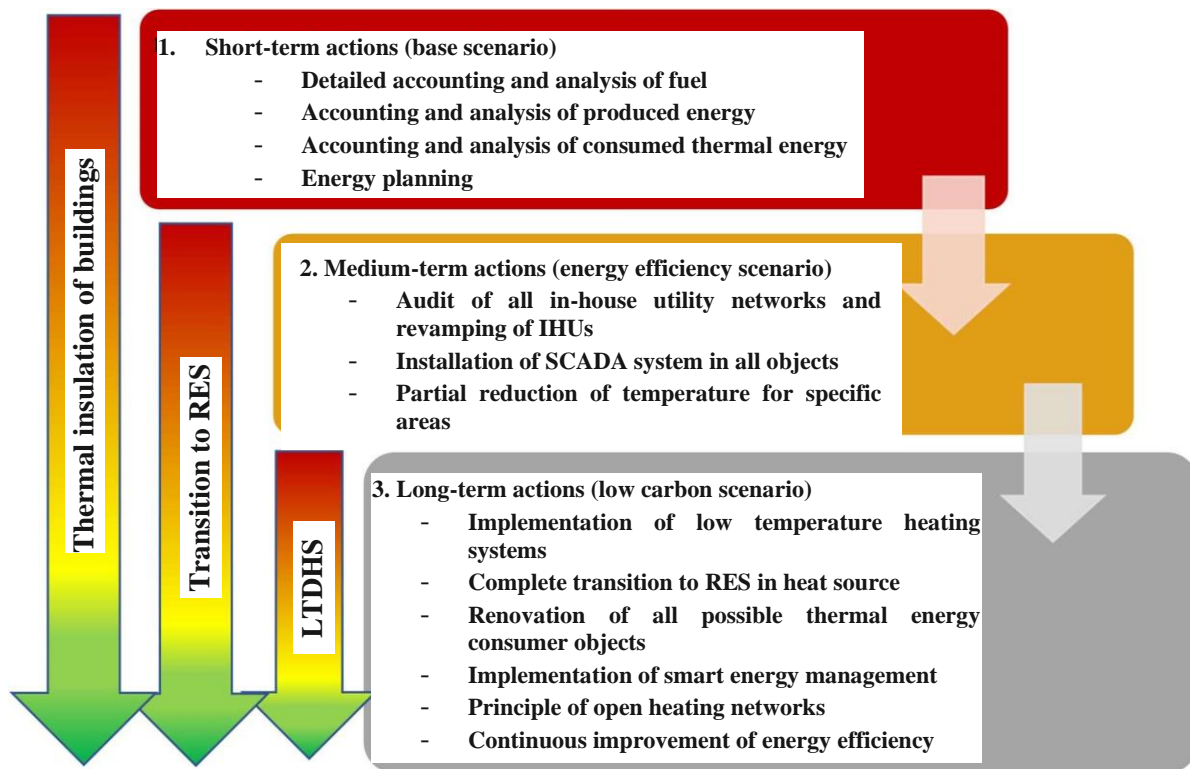 1. Short-term actions (base scenario)
- Detailed accounting and analysis of fuel
- Accounting and analysis of produced energy
- Accounting and analysis of consumed thermal energy
- Energy planning
2. Medium-term actions (energy efficiency scenario)
- Audit of all in-house utility networks and
revamping of IHUs
- Installation of SCADA system in all objects
- Partial reduction of temperature for specific
areas
3. Long-term actions (low carbon scenario)
- Implementation of low temperature heating
systems
- Complete transition to RES in heat source
- Renovation of all possible thermal energy
consumer objects
- Implementation of smart energy management
- Principle of open heating networks
- Continuous improvement of energy efficiency
Thermal insulation of buildings
Transition to RES
LTDHS